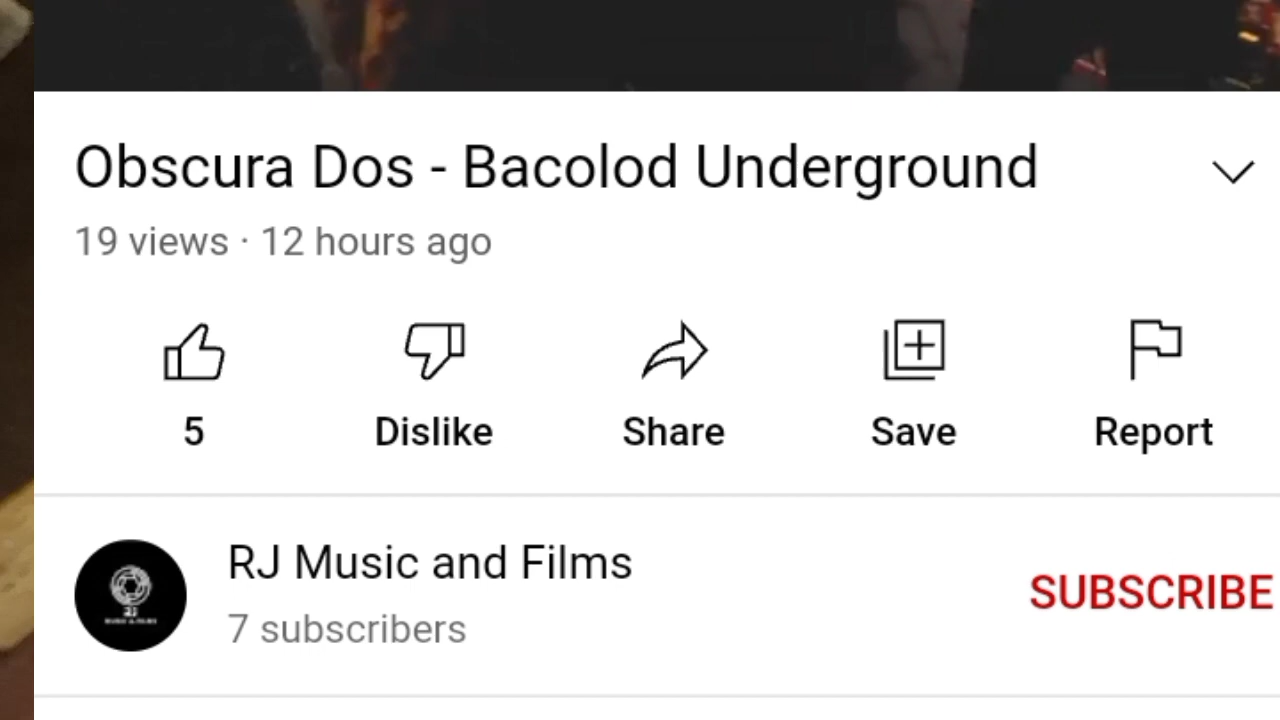 Obscura Dos - Bacolod Underground
19 views · 12 hours ago
5
Dislike
Share
Save
Report
RJ Music and Films
SUBSCRIBE
7 subscribers